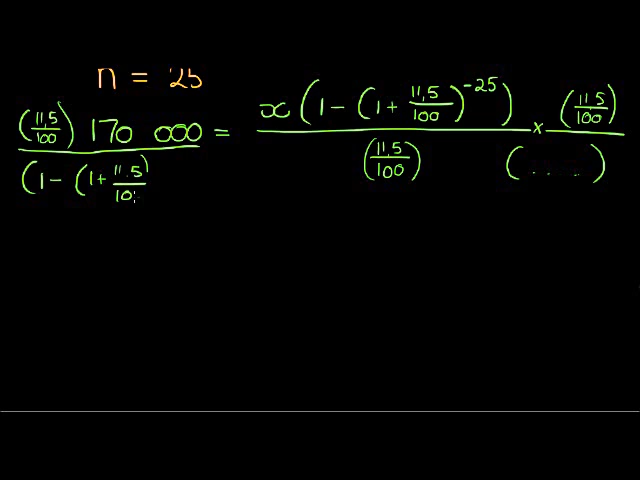 n = 25
(11,5/100) 170 000 / (1 - (1 + 11,5/10 = x(1 - (1 + 11,5/100)^-25) / (11,5/100) × (11,5/100) / (.....)